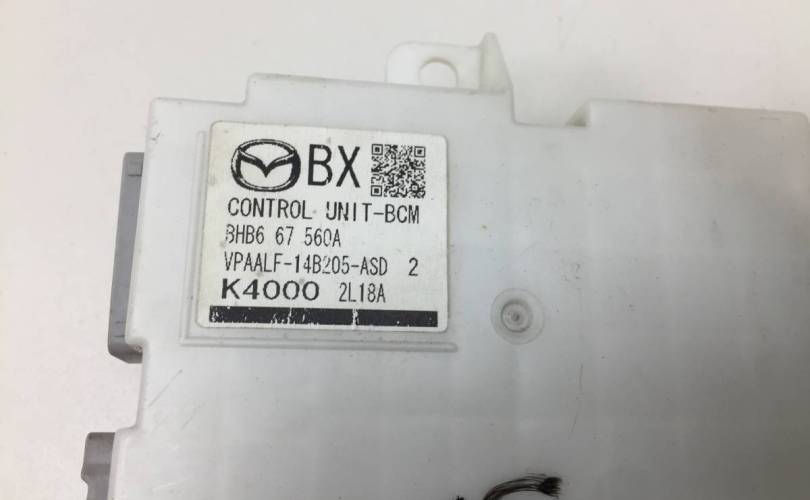 BX
CONTROL UNIT-BCM
BHB6 67 560A
VPAALF-14B205-ASD 2
K4000 2L18A